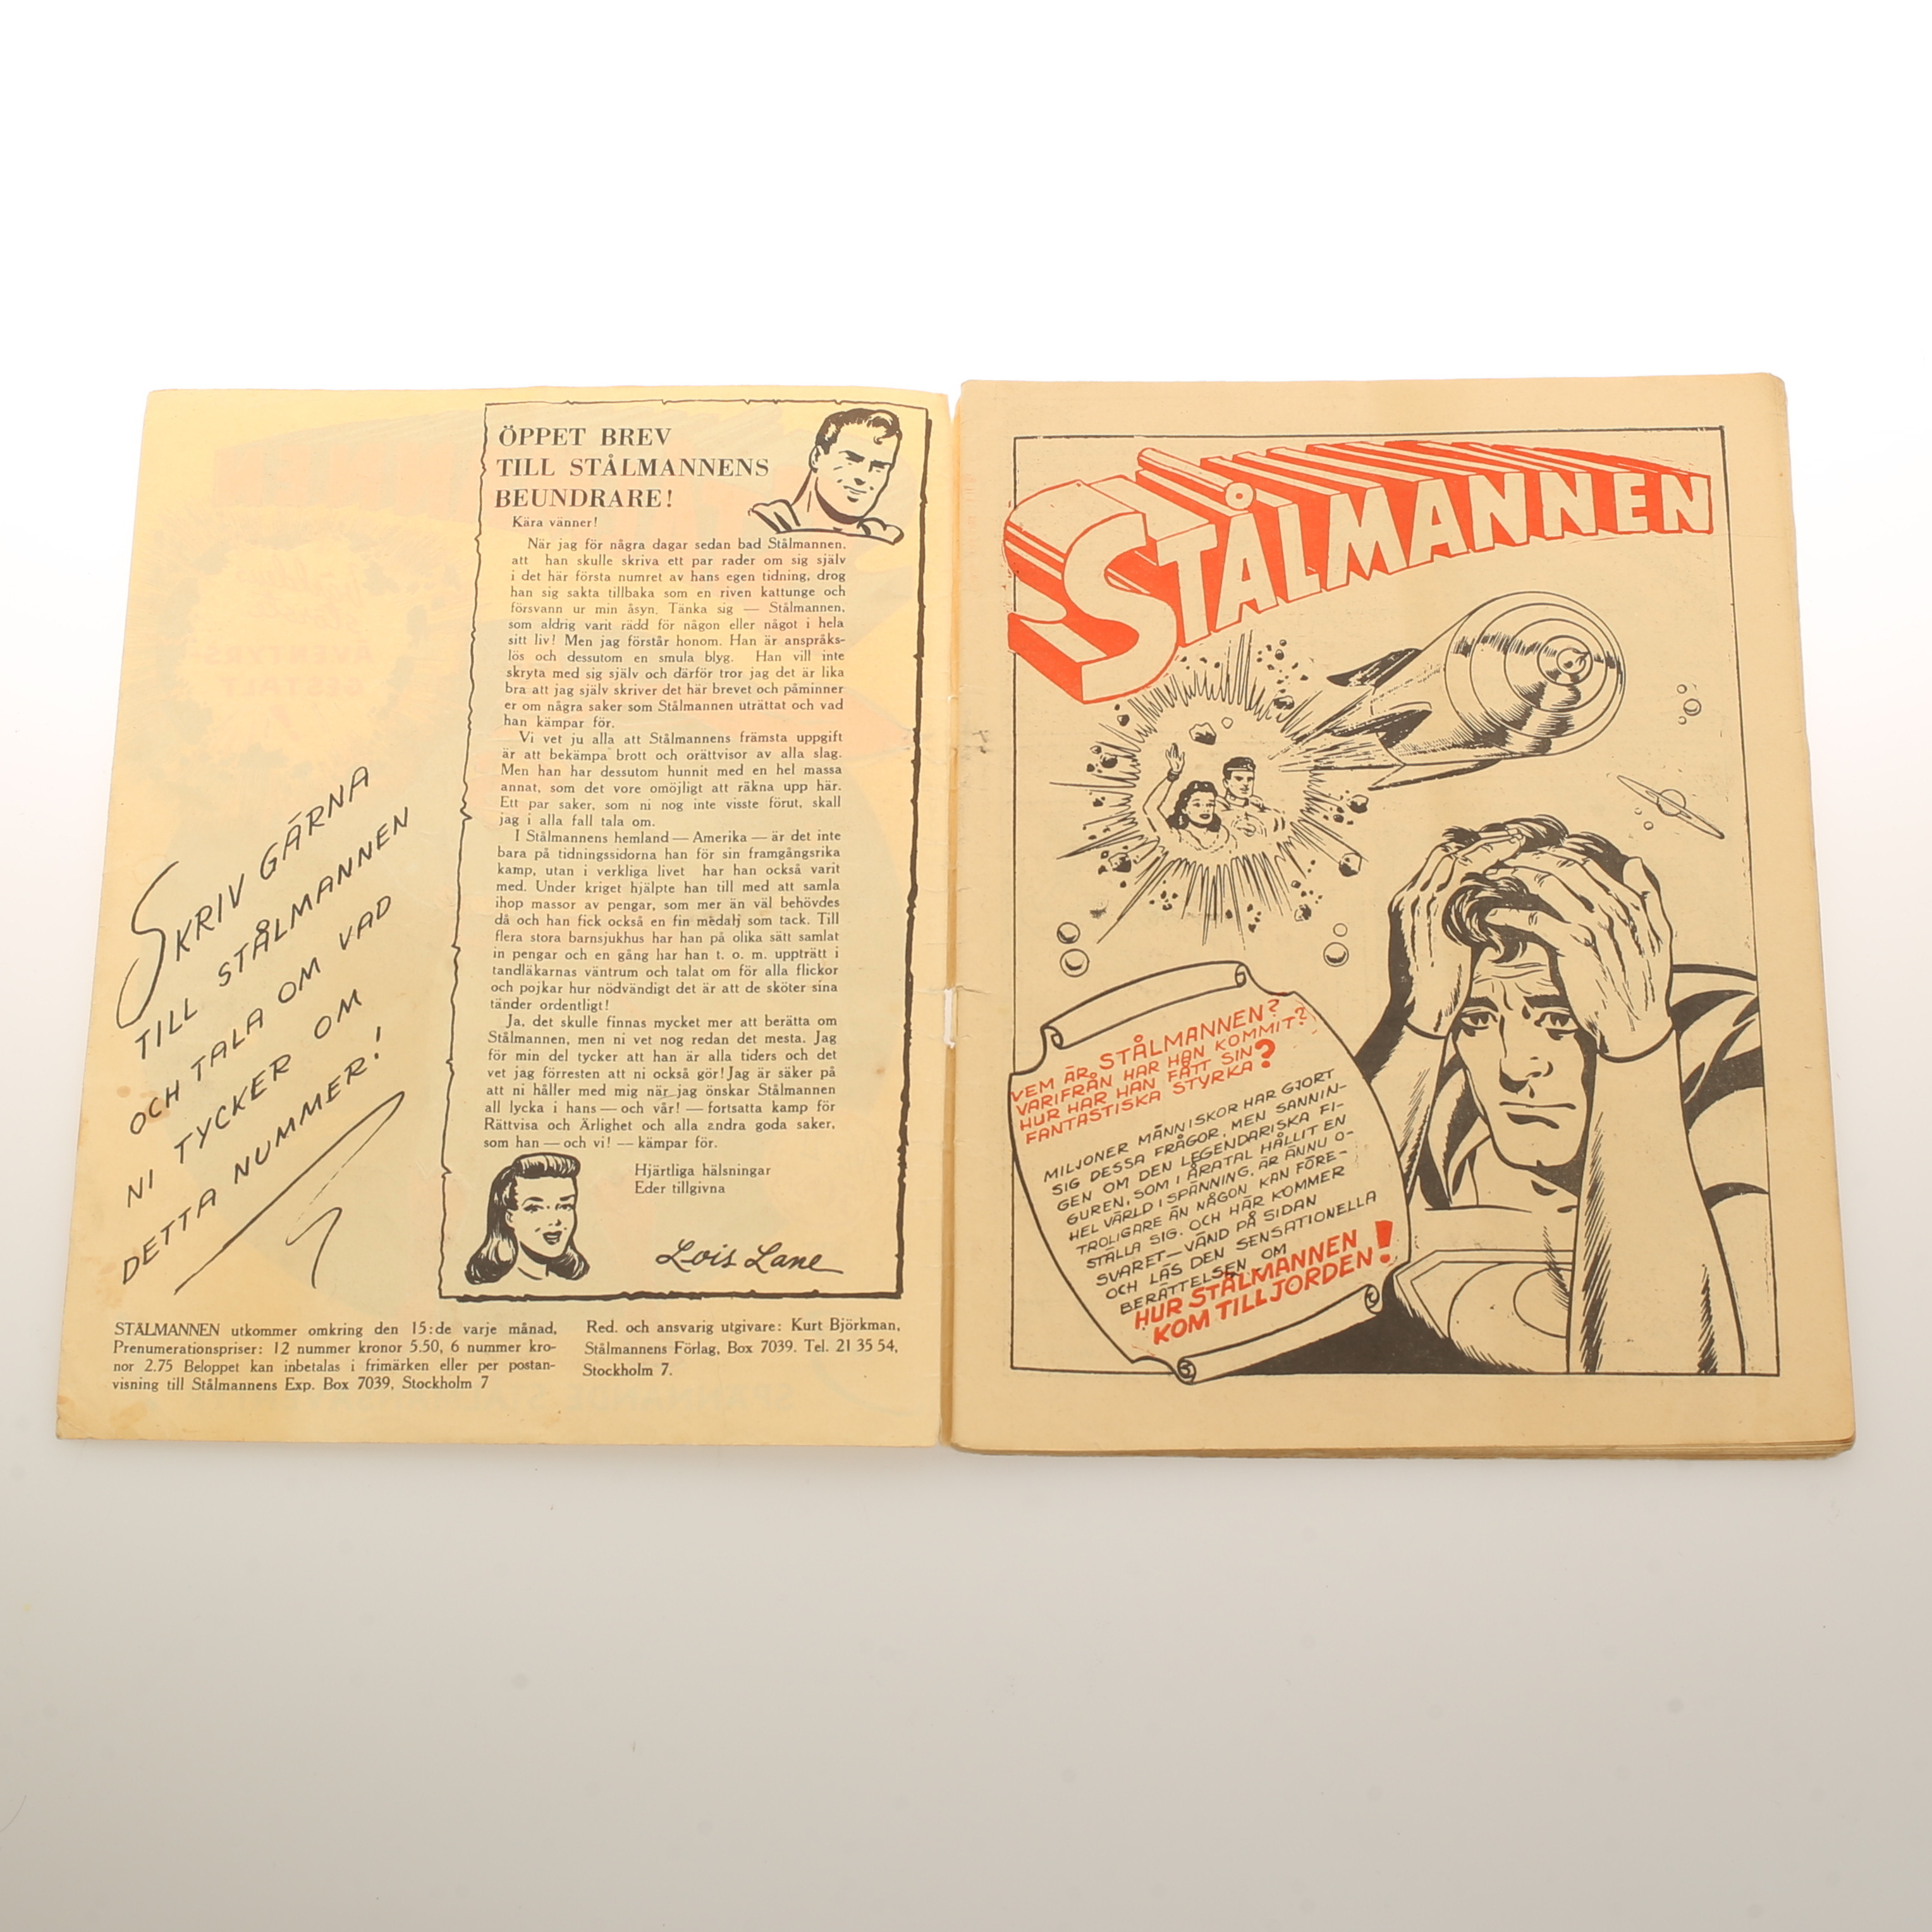 ÖPPET BREV
TILL STÅLMANNENS
BEUNDRARE!
Kära vänner!
När jag för några dagar sedan bad Stålmannen,
att han skulle skriva ett par rader om sig själv
i det här första numret av hans egen tidning, drog
han sig sakta tillbaka som en riven kattunge och
försvann ur min åsyn. Tänka sig — Stålmannen,
som aldrig varit rädd för någon eller något i hela
sitt liv! Men jag förstår honom. Han är anspråks-
lös och dessutom en smula blyg. Han vill inte
skryta med sig själv och därför tror jag det är lika
bra att jag själv skriver det här brevet och påminner
er om några saker som Stålmannen uträttat och vad
han kämpar för.
Vi vet ju alla att Stålmannens främsta uppgift
är att bekämpa brott och orättvisor av alla slag.
Men han har dessutom hunnit med en hel massa
annat, som det vore omöjligt att räkna upp här.
Ett par saker, som ni nog inte visste förut, skall
jag i alla fall tala om.
I Stålmannens hemland — Amerika — är det inte
bara på tidningssidorna han för sin framgångsrika
kamp, utan i verkliga livet har han också varit
med. Under kriget hjälpte han till med att samla
ihop massor av pengar, som mer än väl behövdes
då och han fick också en fin medalj som tack. Till
flera stora barnsjukhus har han på olika sätt samlat
in pengar och en gång har han t. o. m. uppträtt i
tandläkarnas väntrum och talat om för alla flickor
och pojkar hur nödvändigt det är att de sköter sina
tänder ordentligt!
Ja, det skulle finnas mycket mer att berätta om
Stålmannen, men ni vet nog redan det mesta. Jag
för min del tycker att han är alla tiders och det
vet jag förresten att ni också gör! Jag är säker på
att ni håller med mig när jag önskar Stålmannen
all lycka i hans — och vår! — fortsatta kamp för
Rättvisa och Ärlighet och alla andra goda saker,
som han — och vi! — kämpar för.
Hjärtliga hälsningar
Eder tillgivna
Lois Lane
SKRIV GÄRNA
TILL STÅLMANNEN
OCH TALA OM VAD
NI TYCKER OM
DETTA NUMMER!
STÅLMANNEN utkommer omkring den 15:de varje månad,
Prenumerationspriser: 12 nummer kronor 5.50, 6 nummer kro-
nor 2.75 Beloppet kan inbetalas i frimärken eller per postan-
visning till Stålmannens Exp. Box 7039, Stockholm 7
Red. och ansvarig utgivare: Kurt Björkman,
Stålmannens Förlag, Box 7039. Tel. 21 35 54,
Stockholm 7.
STÅLMANNEN
VEM ÄR STÅLMANNEN?
VARIFRÅN HAR HAN KOMMIT?
HUR HAR HAN FÅTT SIN
FANTASTISKA STYRKA?
MILJONER MÄNNISKOR HAR GJORT
SIG DESSA FRÅGOR, MEN SANNIN-
GEN OM DEN LEGENDARISKA FI-
GUREN, SOM I ÅRATAL HÅLLIT EN
HEL VÄRLD I SPÄNNING, ÄR ÄNNU O-
TROLIGARE ÄN NÅGON KAN FÖRE-
STÄLLA SIG. OCH HÄR KOMMER
SVARET — VÄND PÅ SIDAN
OCH LÄS DEN SENSATIONELLA
BERÄTTELSEN OM
HUR STÅLMANNEN
KOM TILL JORDEN!